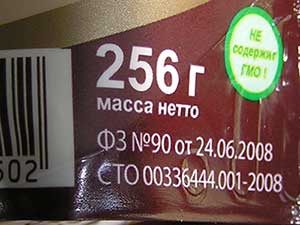 256 г
масса нетто
НЕ
содержит
ГМО !
ФЗ №90 от 24.06.2008
СТО 00336444.001-2008
502